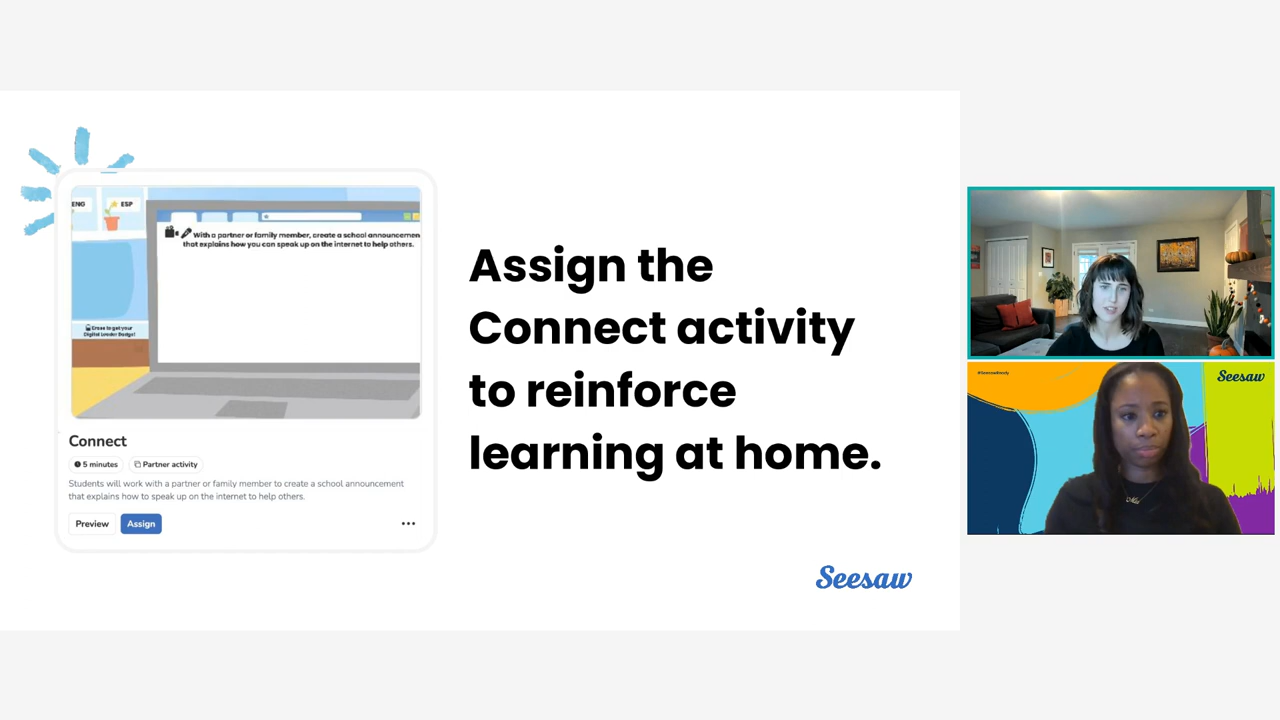 ENG
ESP
With a partner or family member, create a school announcemen
that explains how you can speak up on the internet to help others.
Erase to get your
Digital Leader Badge!
Connect
5 minutes
Partner activity
Students will work with a partner or family member to create a school announcement
that explains how to speak up on the internet to help others.
Preview
Assign
Assign the
Connect activity
to reinforce
learning at home.
Seesaw
Seesaw